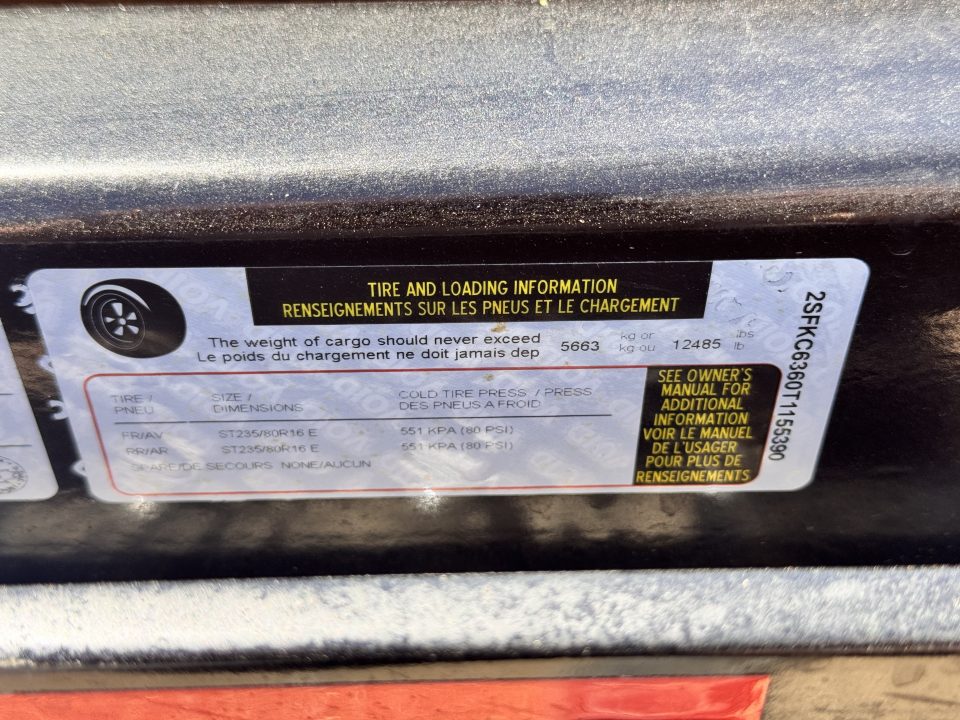 TIRE AND LOADING INFORMATION
RENSEIGNEMENTS SUR LES PNEUS ET LE CHARGEMENT
The weight of cargo should never exceed 5663 kg or 12485 lbs
Le poids du chargement ne doit jamais dep kg ou lb
TIRE / SIZE / COLD TIRE PRESS. / PRESS
PNEU DIMENSIONS DES PNEUS A FROID
FR/AV ST235/80R16 E 551 KPA (80 PSI)
RR/AR ST235/80R16 E 551 KPA (80 PSI)
SPARE/DE SECOURS NONE/AUCUN
SEE OWNER'S
MANUAL FOR
ADDITIONAL
INFORMATION
VOIR LE MANUEL
DE L'USAGER
POUR PLUS DE
RENSEIGNEMENTS
2SFKC6360T1155390